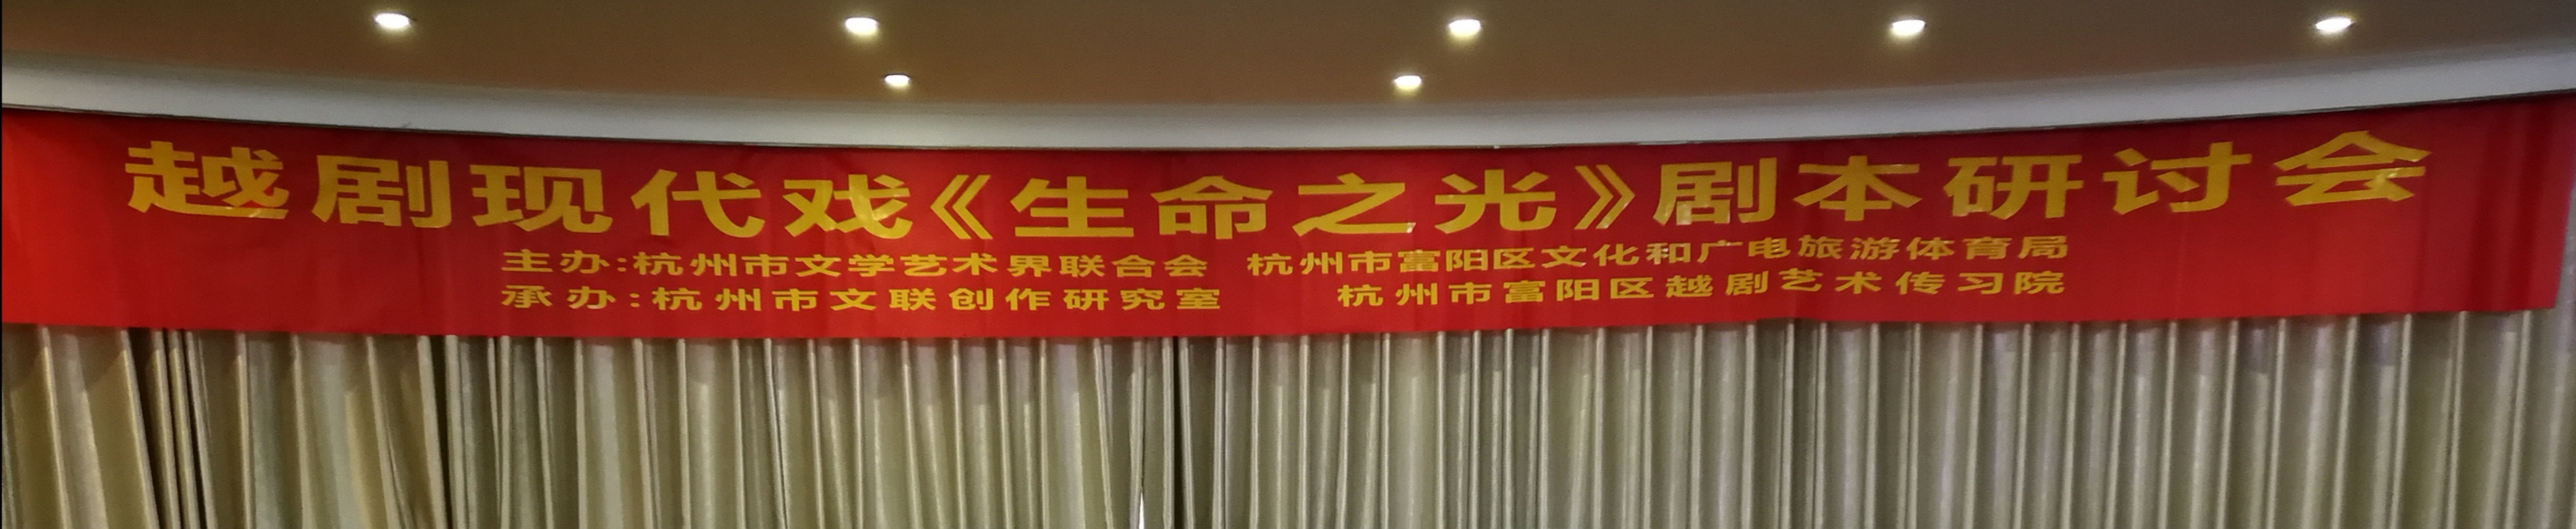 越剧现代戏《生命之光》剧本研讨会
主办:杭州市文学艺术界联合会 杭州市富阳区文化和广电旅游体育局
承办:杭州市文联创作研究室 杭州市富阳区越剧艺术传习院